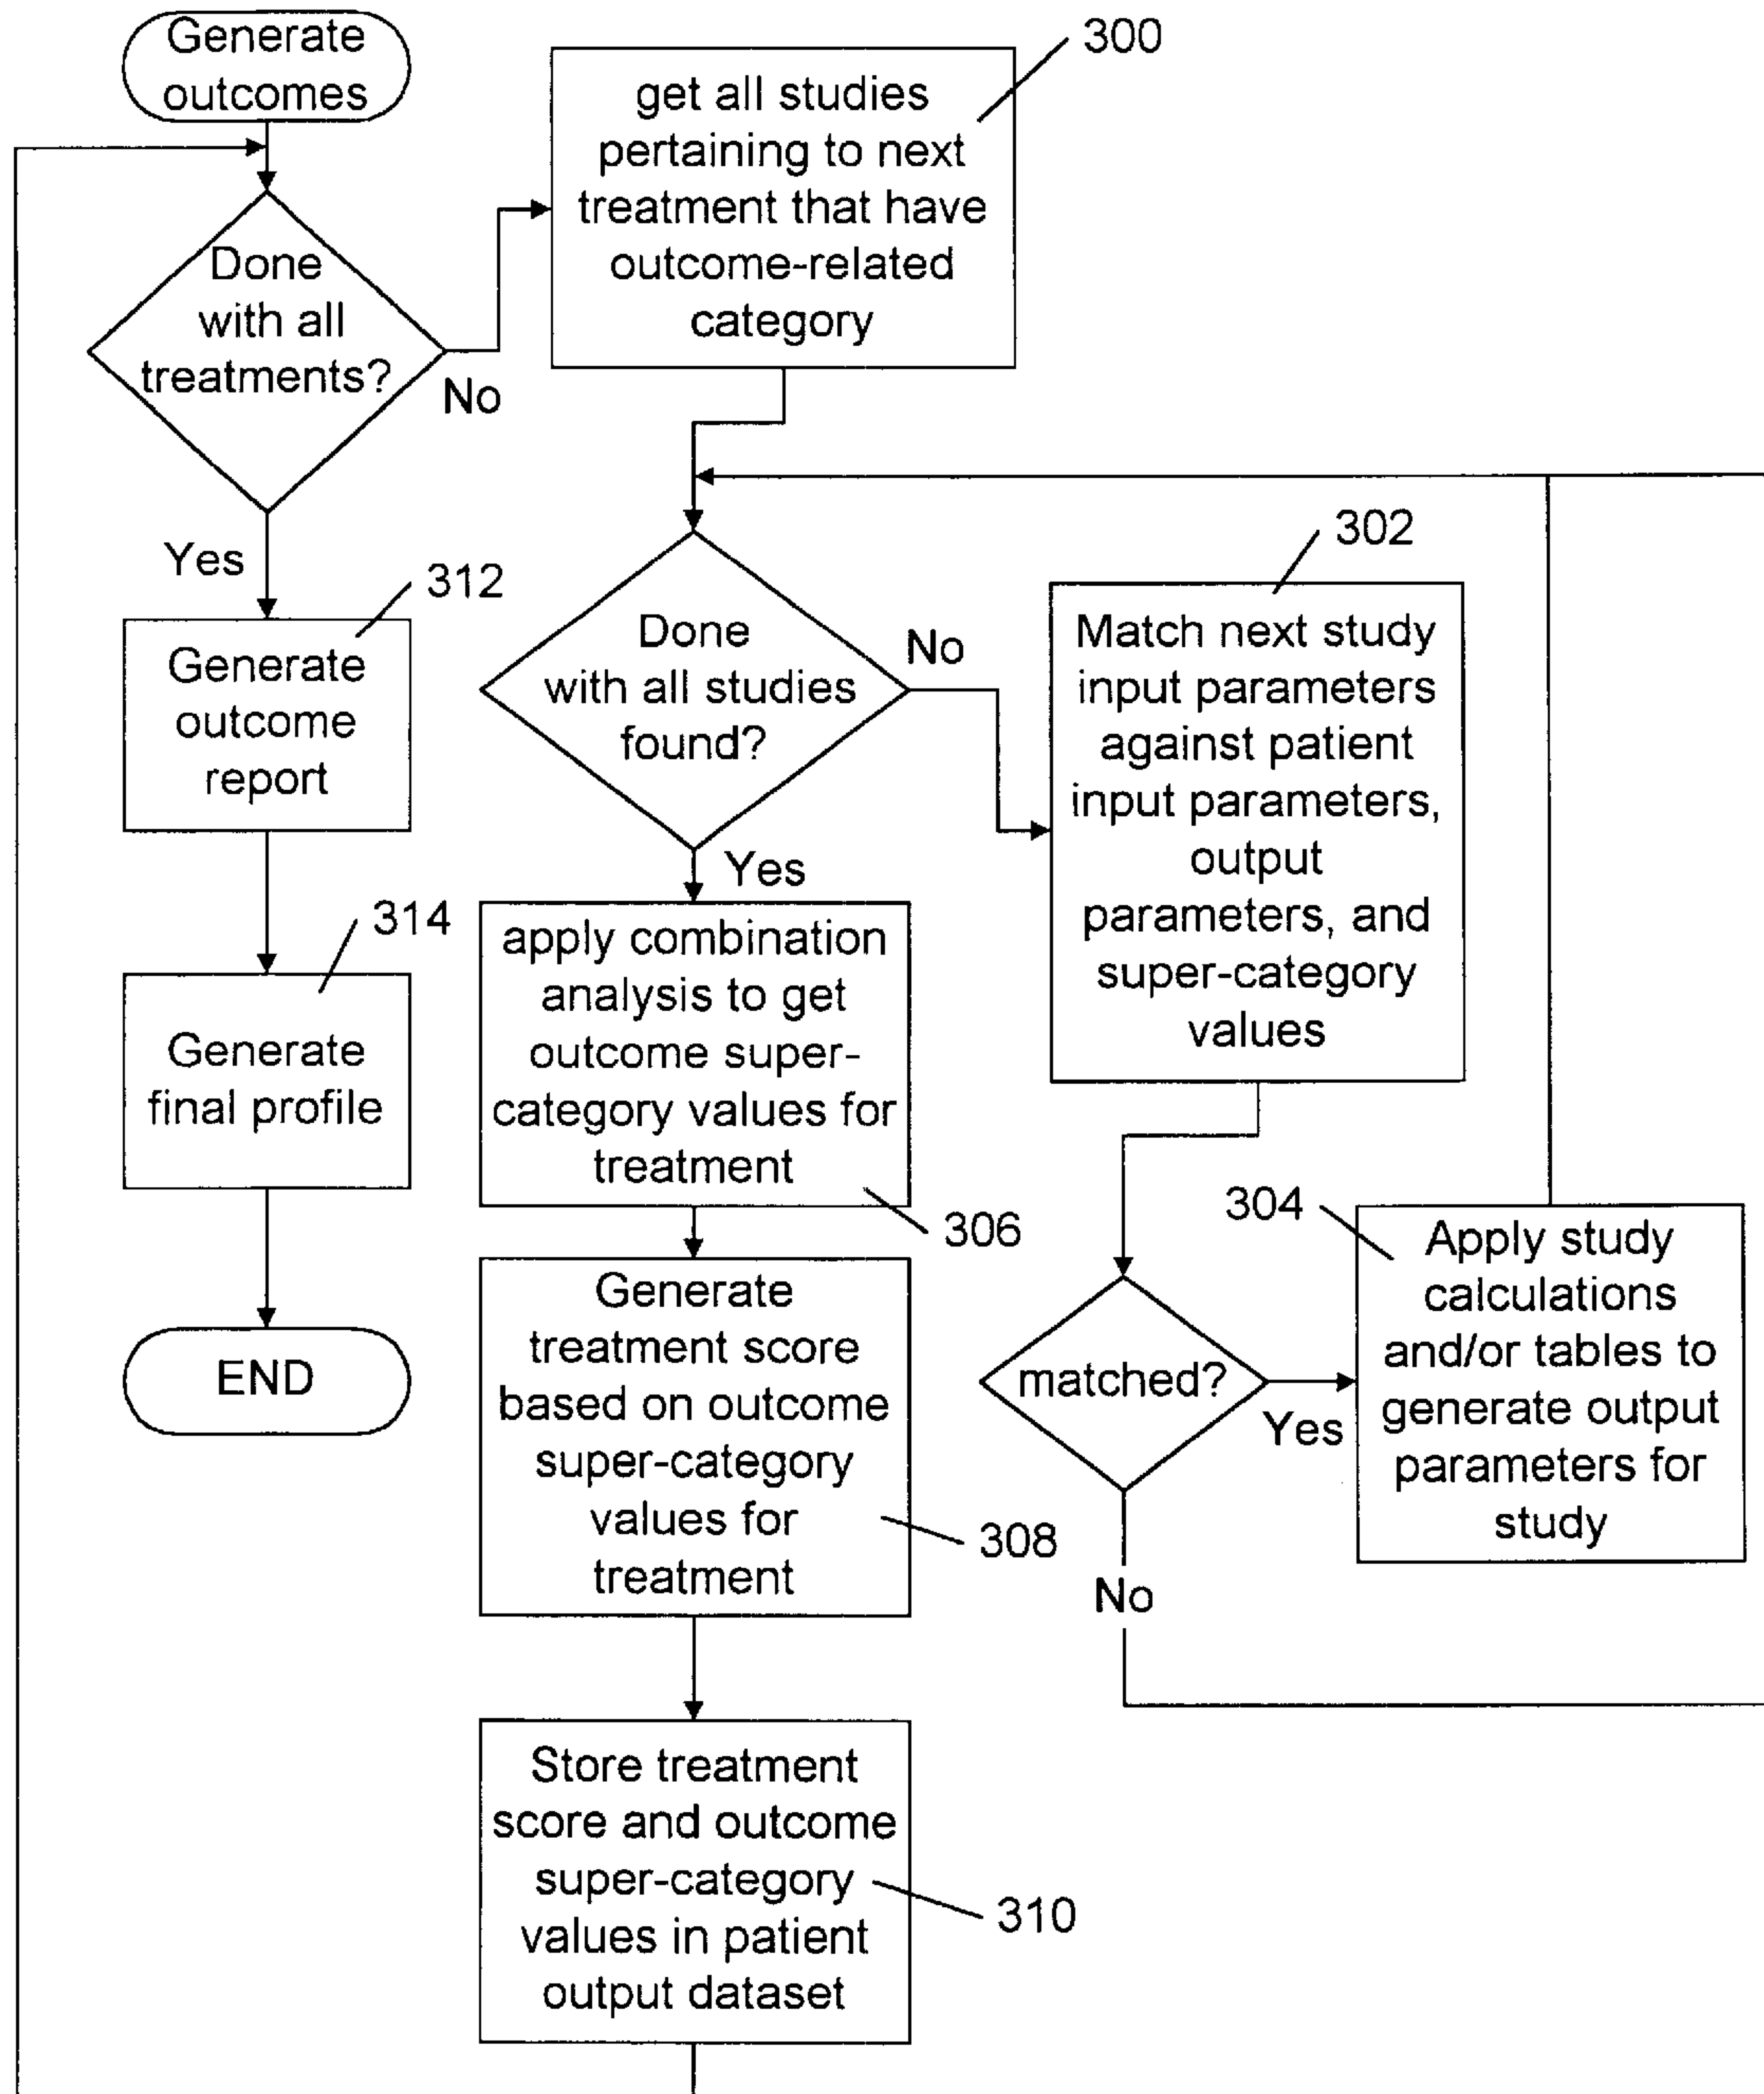 Generate
outcomes
Done
with all
treatments?
No
Yes
300
get all studies
pertaining to next
treatment that have
outcome-related
category
312
Generate
outcome
report
314
Generate
final profile
END
Done
with all studies
found?
No
Yes
302
Match next study
input parameters
against patient
input parameters,
output
parameters, and
super-category
values
matched?
Yes
No
304
Apply study
calculations
and/or tables to
generate output
parameters for
study
apply combination
analysis to get
outcome super-
category values for
treatment
306
Generate
treatment score
based on outcome
super-category
values for
treatment
308
Store treatment
score and outcome
super-category
values in patient
output dataset
310